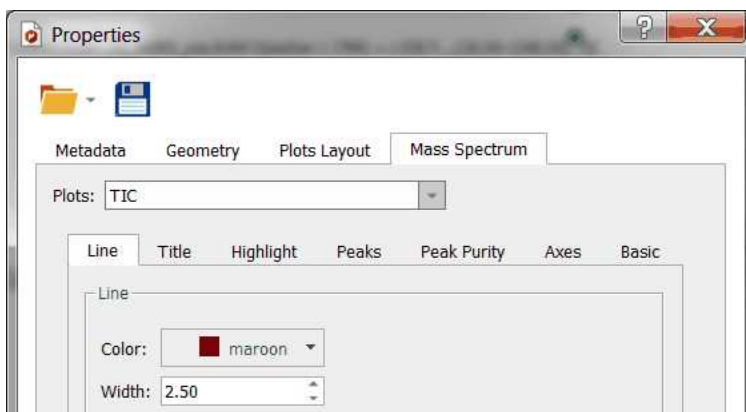 Properties
Metadata Geometry Plots Layout Mass Spectrum
Plots: TIC
Line Title Highlight Peaks Peak Purity Axes Basic
Line
Color: maroon
Width: 2.50